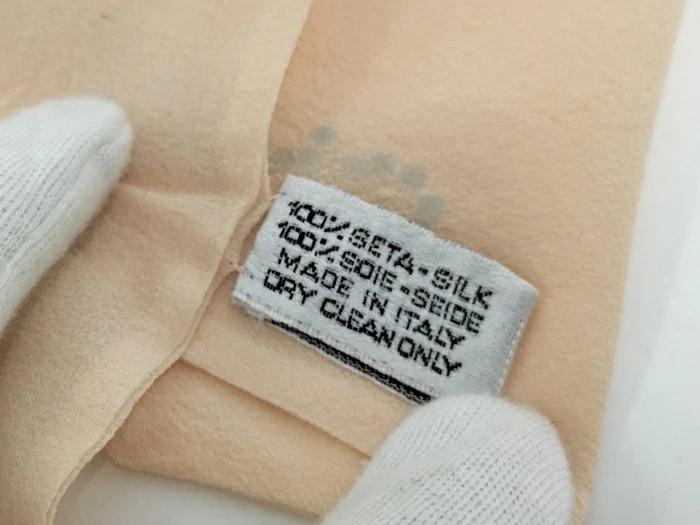 100% SETA - SILK
100% SOIE - SEIDE
MADE IN ITALY
DRY CLEAN ONLY